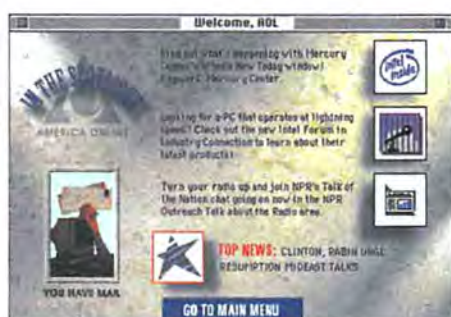 Welcome, AOL
IN THE SPOTLIGHT
AMERICA ONLINE
Find out what's happening with Mercury
Center's New Today window!
Keyword: Mercury Center.
intel inside
Looking for a PC that operates at lightning
speed? Check out the new Intel Forum in
Industry Connection to learn about their
latest products!
Turn your radio up and join NPR's Talk of
the Nation chat going on now in the NPR
Outreach Talk about the Radio area.
YOU HAVE MAIL
TOP NEWS: CLINTON, RABIN URGE
RESUMPTION MIDEAST TALKS
GO TO MAIN MENU